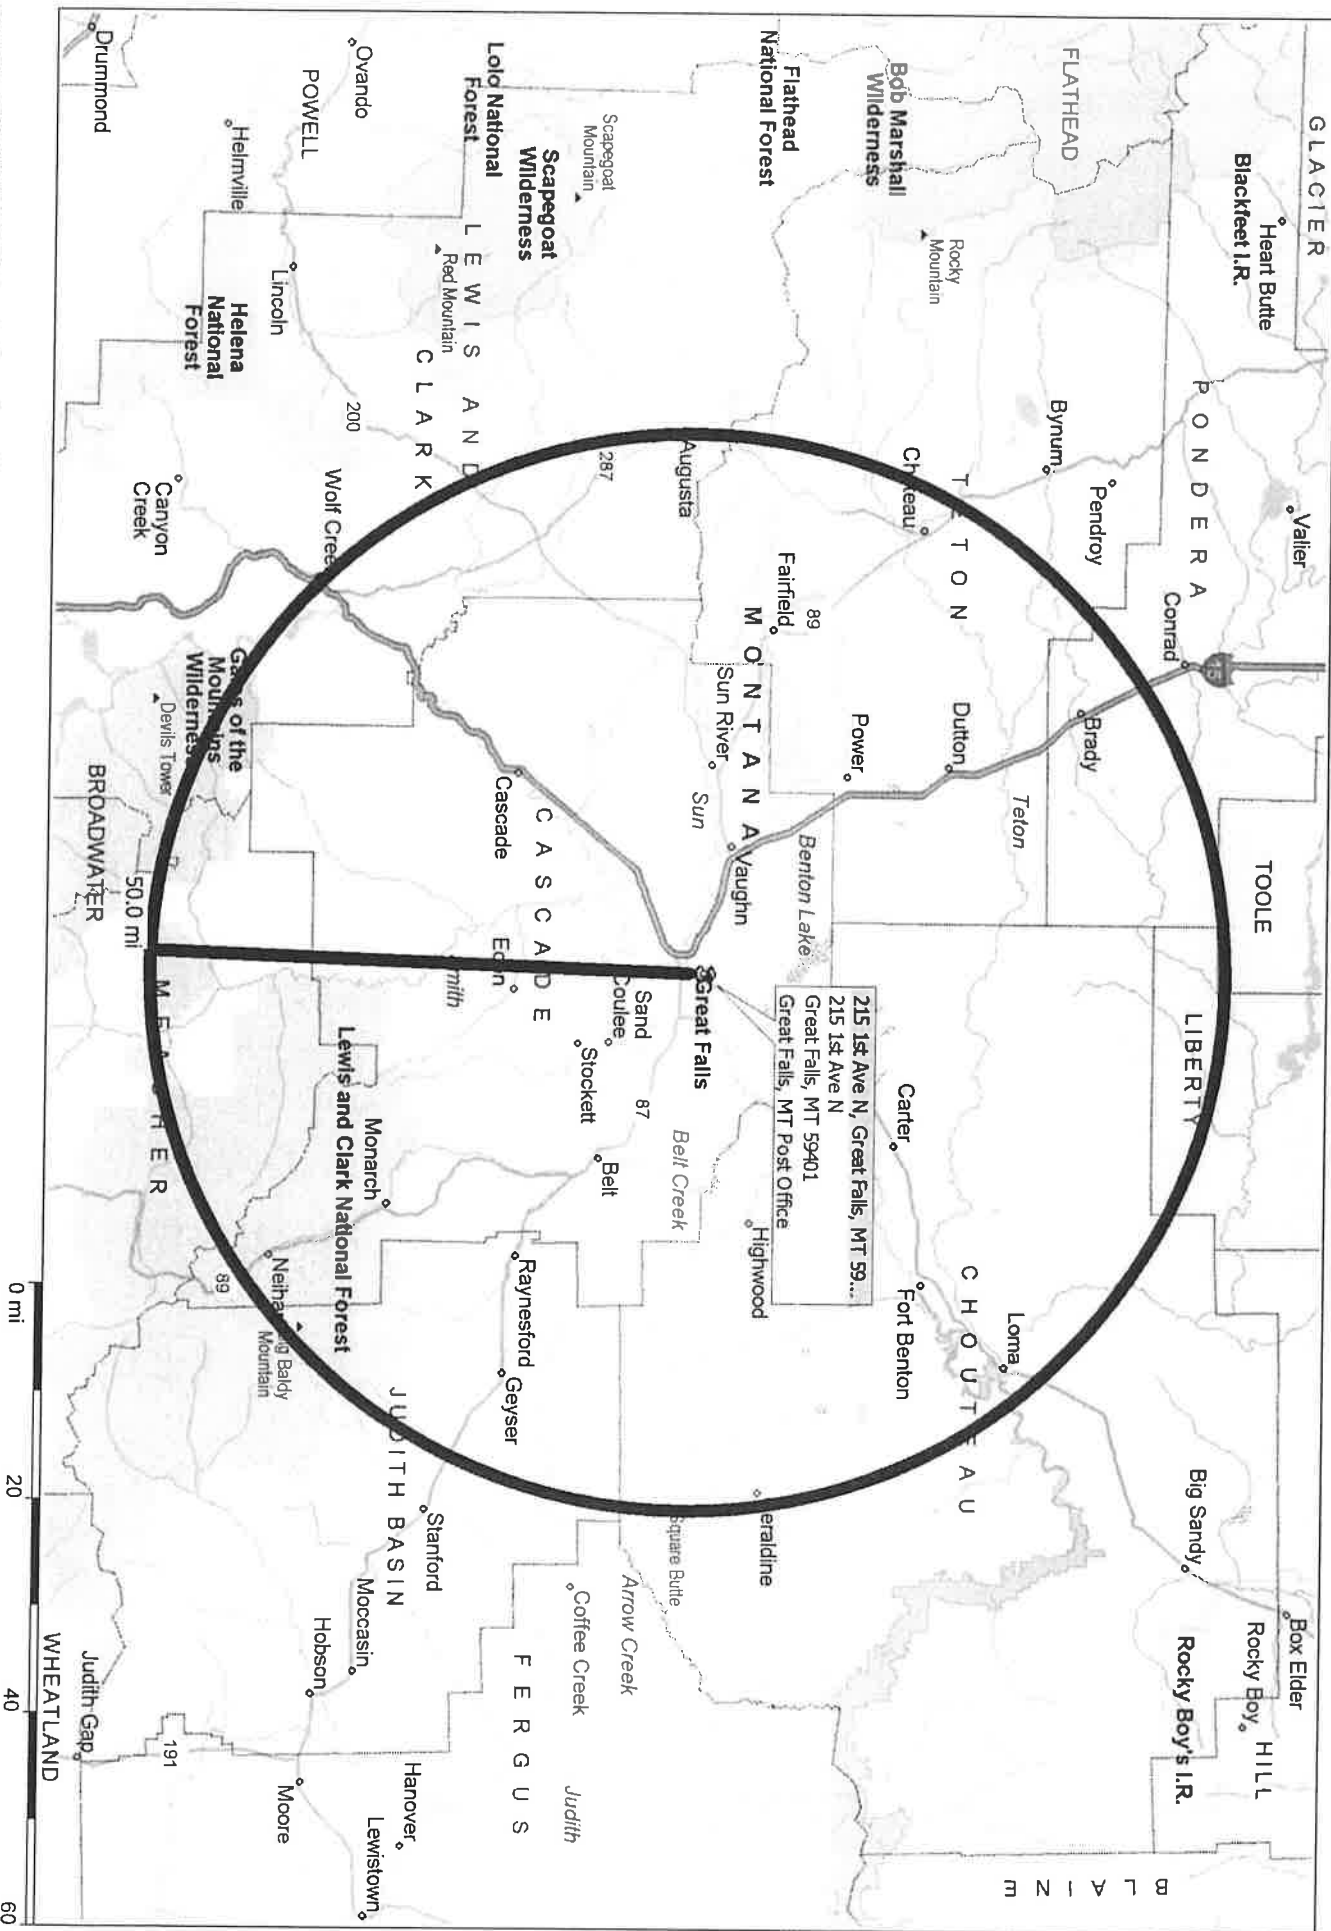 GLACIER
Heart Butte
Blackfeet I.R.
FLATHEAD
Bob Marshall
Wilderness
Rocky
Mountain
Flathead
National Forest
Scapegoat
Mountain
Scapegoat
Wilderness
Lolo National
Forest
Ovando
POWELL
Helmville
Drummond
LEWIS AND
CLARK
Red Mountain
Lincoln
Helena
National
Forest
200
PONDERA
Valier
Bynum
Pendroy
Conrad
15
Brady
TETON
Augusta
287
Fairfield
89
MONTANA
Sun River
Power
Dutton
Teton
Wolf Cree
Canyon
Creek
Devils Tower
BROADWATER
Cascade
CASCADE
Sun
Vaughn
Benton Lake
TOOLE
LIBERTY
50.0 mi
MEAGHER
Eden
Sand
Coulee
Stockett
Great Falls
215 1st Ave N, Great Falls, MT 59...
215 1st Ave N
Great Falls, MT 59401
Great Falls, MT Post Office
87
Belt
Belt Creek
Highwood
Carter
Fort Benton
Loma
CHOUTEAU
Lewis and Clark National Forest
Monarch
89
Mountain
Raynesford
Geyser
JUDITH BASIN
Stanford
Moccasin
Hobson
Square Butte
Arrow Creek
Coffee Creek
FERGUS
Judith
Big Sandy
Box Elder
Rocky Boy
Rocky Boy's I.R.
HILL
BLAINE
Hanover
Lewistown
Moore
191
Judith Gap
WHEATLAND
0 mi
20
40
60